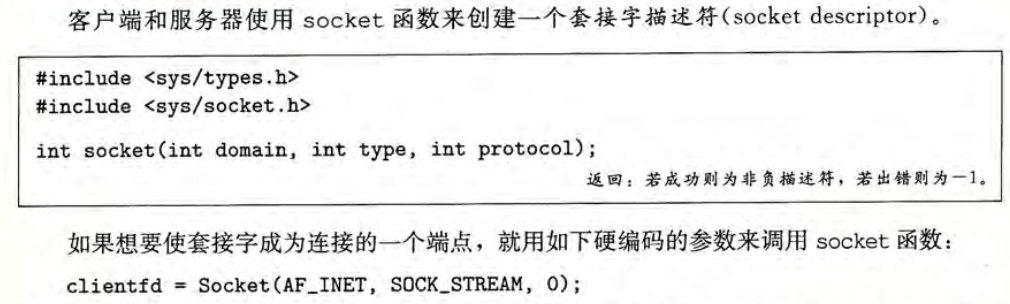 客户端和服务器使用 socket 函数来创建一个套接字描述符(socket descriptor)。
#include <sys/types.h>
#include <sys/socket.h>
int socket(int domain, int type, int protocol);
返回：若成功则为非负描述符，若出错则为－1。
如果想要使套接字成为连接的一个端点，就用如下硬编码的参数来调用 socket 函数：
clientfd = Socket(AF_INET, SOCK_STREAM, 0);